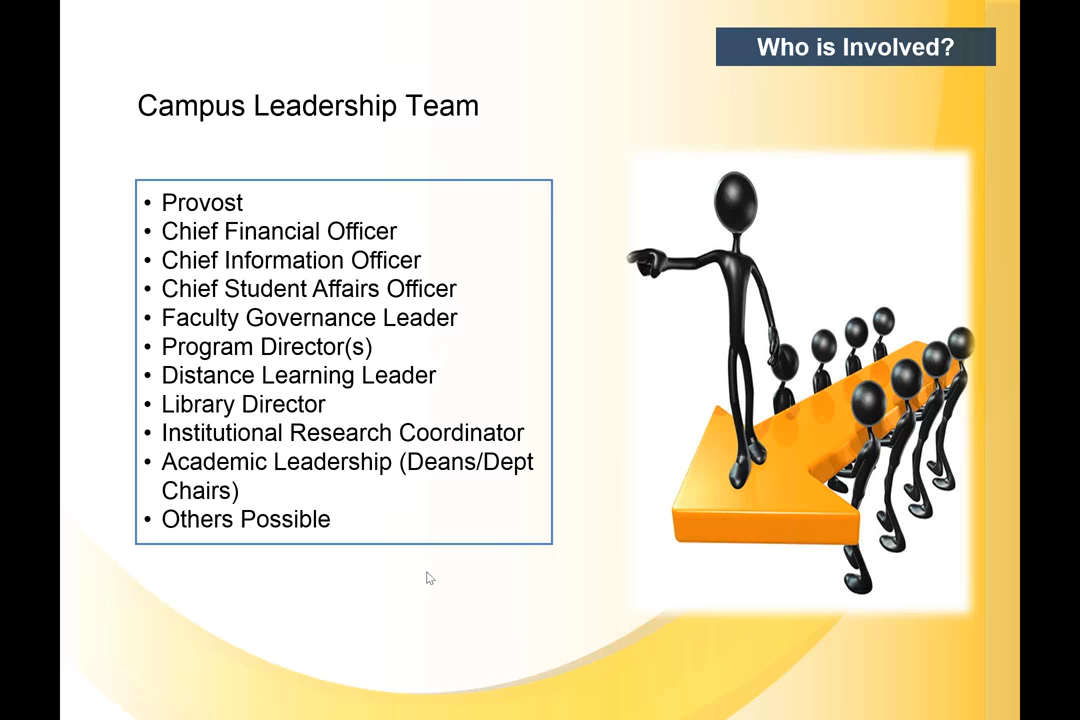 Who is Involved?
Campus Leadership Team
• Provost
• Chief Financial Officer
• Chief Information Officer
• Chief Student Affairs Officer
• Faculty Governance Leader
• Program Director(s)
• Distance Learning Leader
• Library Director
• Institutional Research Coordinator
• Academic Leadership (Deans/Dept
Chairs)
• Others Possible